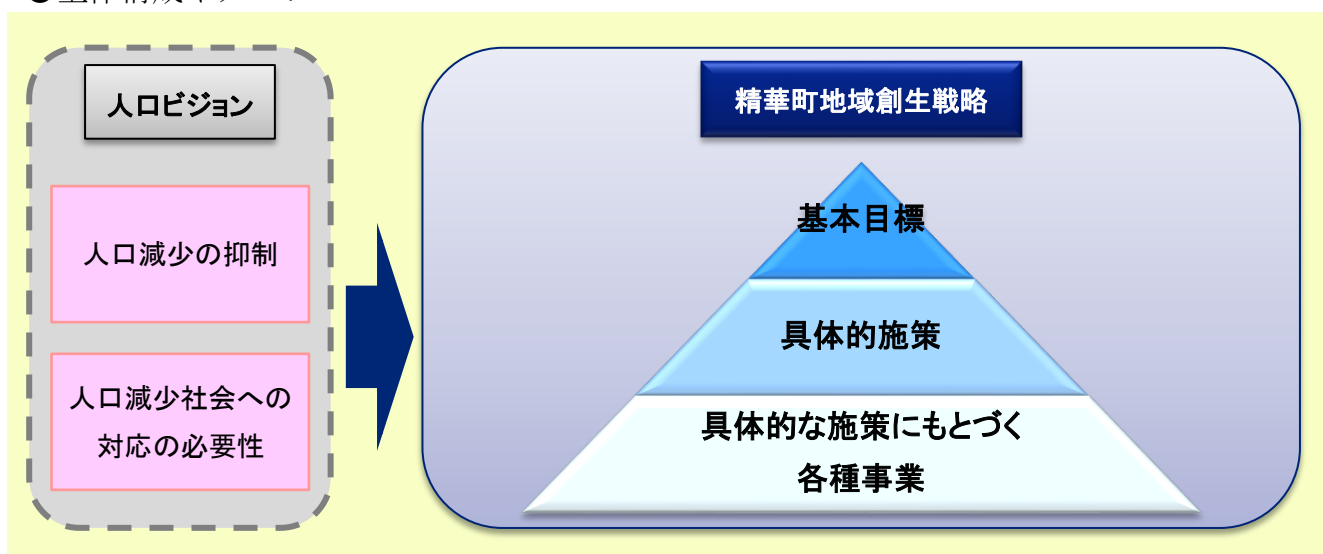 人口ビジョン
人口減少の抑制
人口減少社会への
対応の必要性
精華町地域創生戦略
基本目標
具体的施策
具体的な施策にもとづく
各種事業